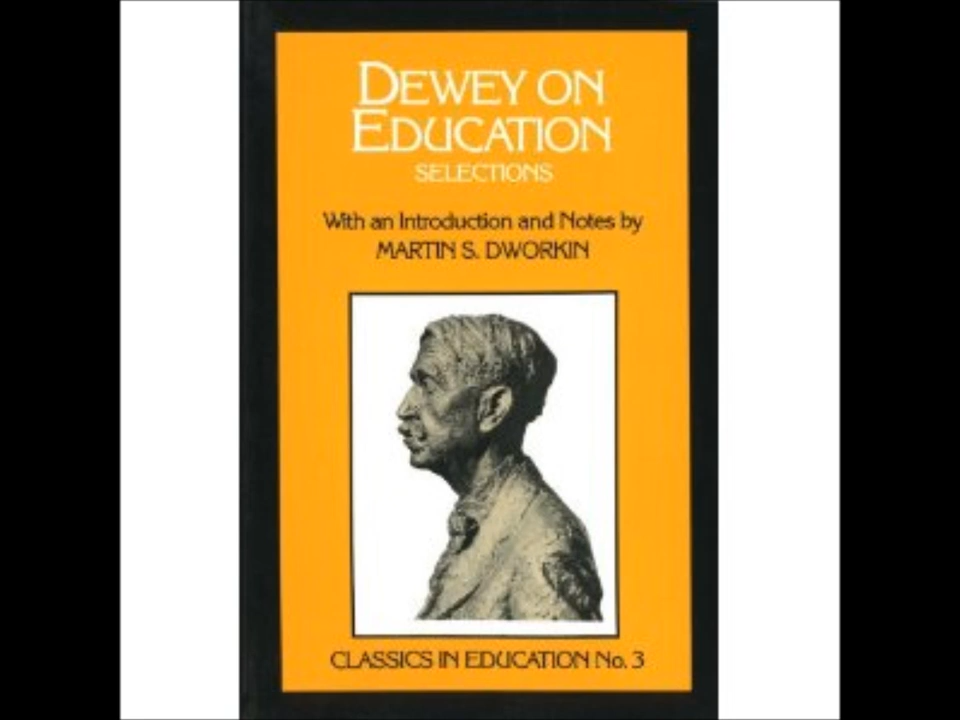 DEWEY ON
EDUCATION
SELECTIONS
With an Introduction and Notes by
MARTIN S. DWORKIN
CLASSICS IN EDUCATION No. 3